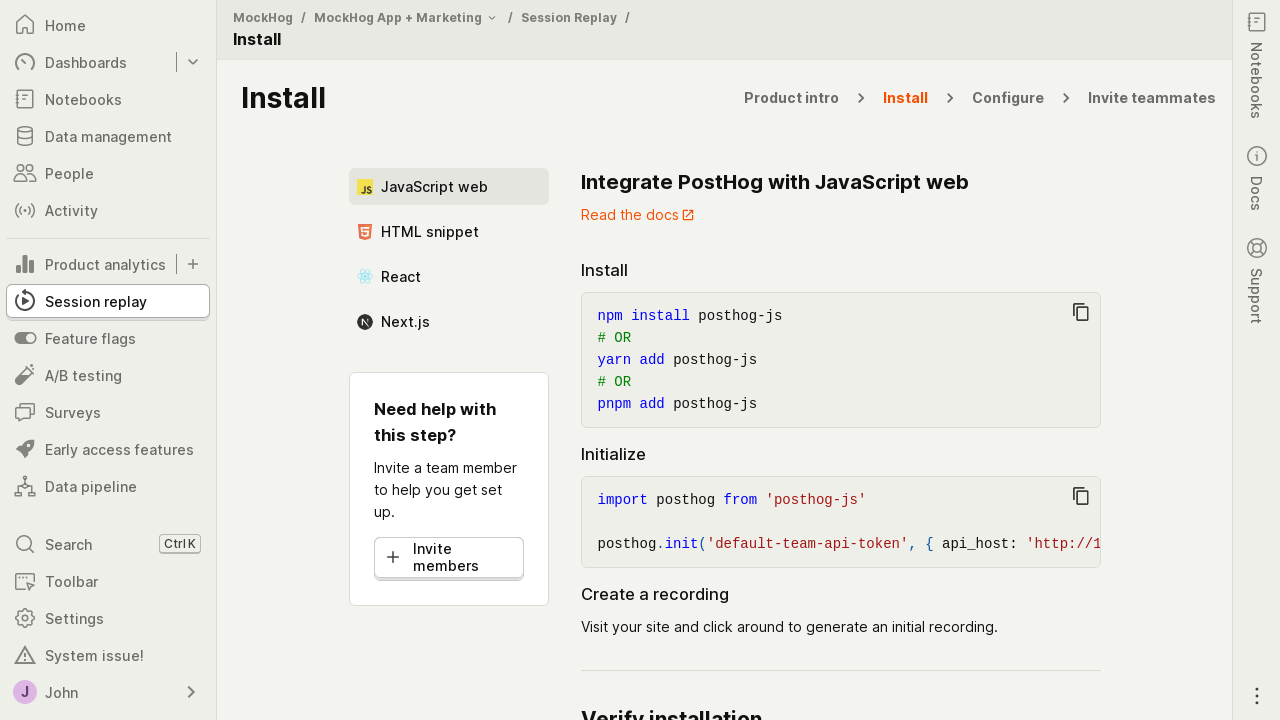 Home
Dashboards
Notebooks
Data management
People
Activity
Product analytics
Session replay
Feature flags
A/B testing
Surveys
Early access features
Data pipeline
Search Ctrl K
Toolbar
Settings
System issue!
J John
MockHog / MockHog App + Marketing / Session Replay /
Install
Install
Product intro > Install > Configure > Invite teammates
JS JavaScript web
HTML snippet
React
Next.js
Need help with
this step?
Invite a team member
to help you get set
up.
Invite
members
Integrate PostHog with JavaScript web
Read the docs
Install
npm install posthog-js
# OR
yarn add posthog-js
# OR
pnpm add posthog-js
Initialize
import posthog from 'posthog-js'
posthog.init('default-team-api-token', { api_host: 'http://1
Create a recording
Visit your site and click around to generate an initial recording.
Verify installation
Notebooks
Docs
Support